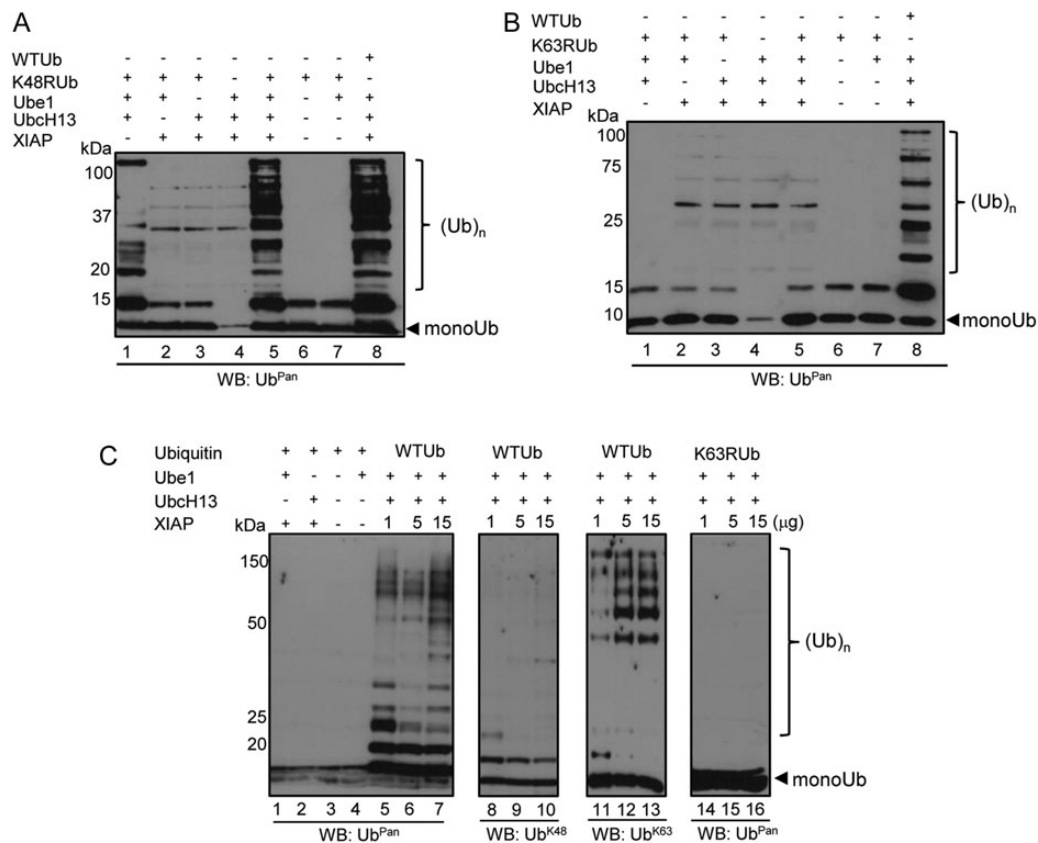 A
WTUb - - - - - - - +
K48RUb + + + - + + + -
Ube1 + + - + + - + +
UbcH13 + - + + + - - +
XIAP - + + + + - - +
kDa
100
37
20
15
(Ub)n
monoUb
1 2 3 4 5 6 7 8
WB: UbPan
B
WTUb - - - - - - - +
K63RUb + + + - + + + -
Ube1 + + - + + - + +
UbcH13 + - + + + - - +
XIAP - + + + + - - +
kDa
100
75
25
15
10
(Ub)n
monoUb
1 2 3 4 5 6 7 8
WB: UbPan
C
Ubiquitin + + + + WTUb WTUb WTUb K63RUb
Ube1 + - - + + + + + + + + + + + + +
UbcH13 - + - - + + + + + + + + + + + +
XIAP + + - - 1 5 15 1 5 15 1 5 15 1 5 15 (μg)
kDa
150
50
25
20
(Ub)n
monoUb
1 2 3 4 5 6 7 8 9 10 11 12 13 14 15 16
WB: UbPan WB: UbK48 WB: UbK63 WB: UbPan